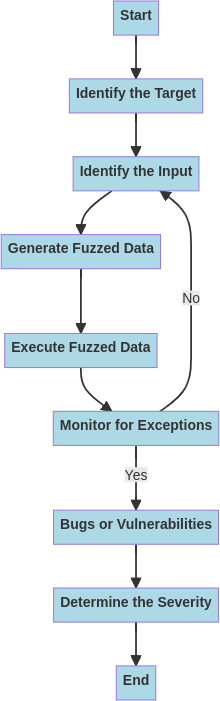 Start
Identify the Target
Identify the Input
Generate Fuzzed Data
No
Execute Fuzzed Data
Monitor for Exceptions
Yes
Bugs or Vulnerabilities
Determine the Severity
End